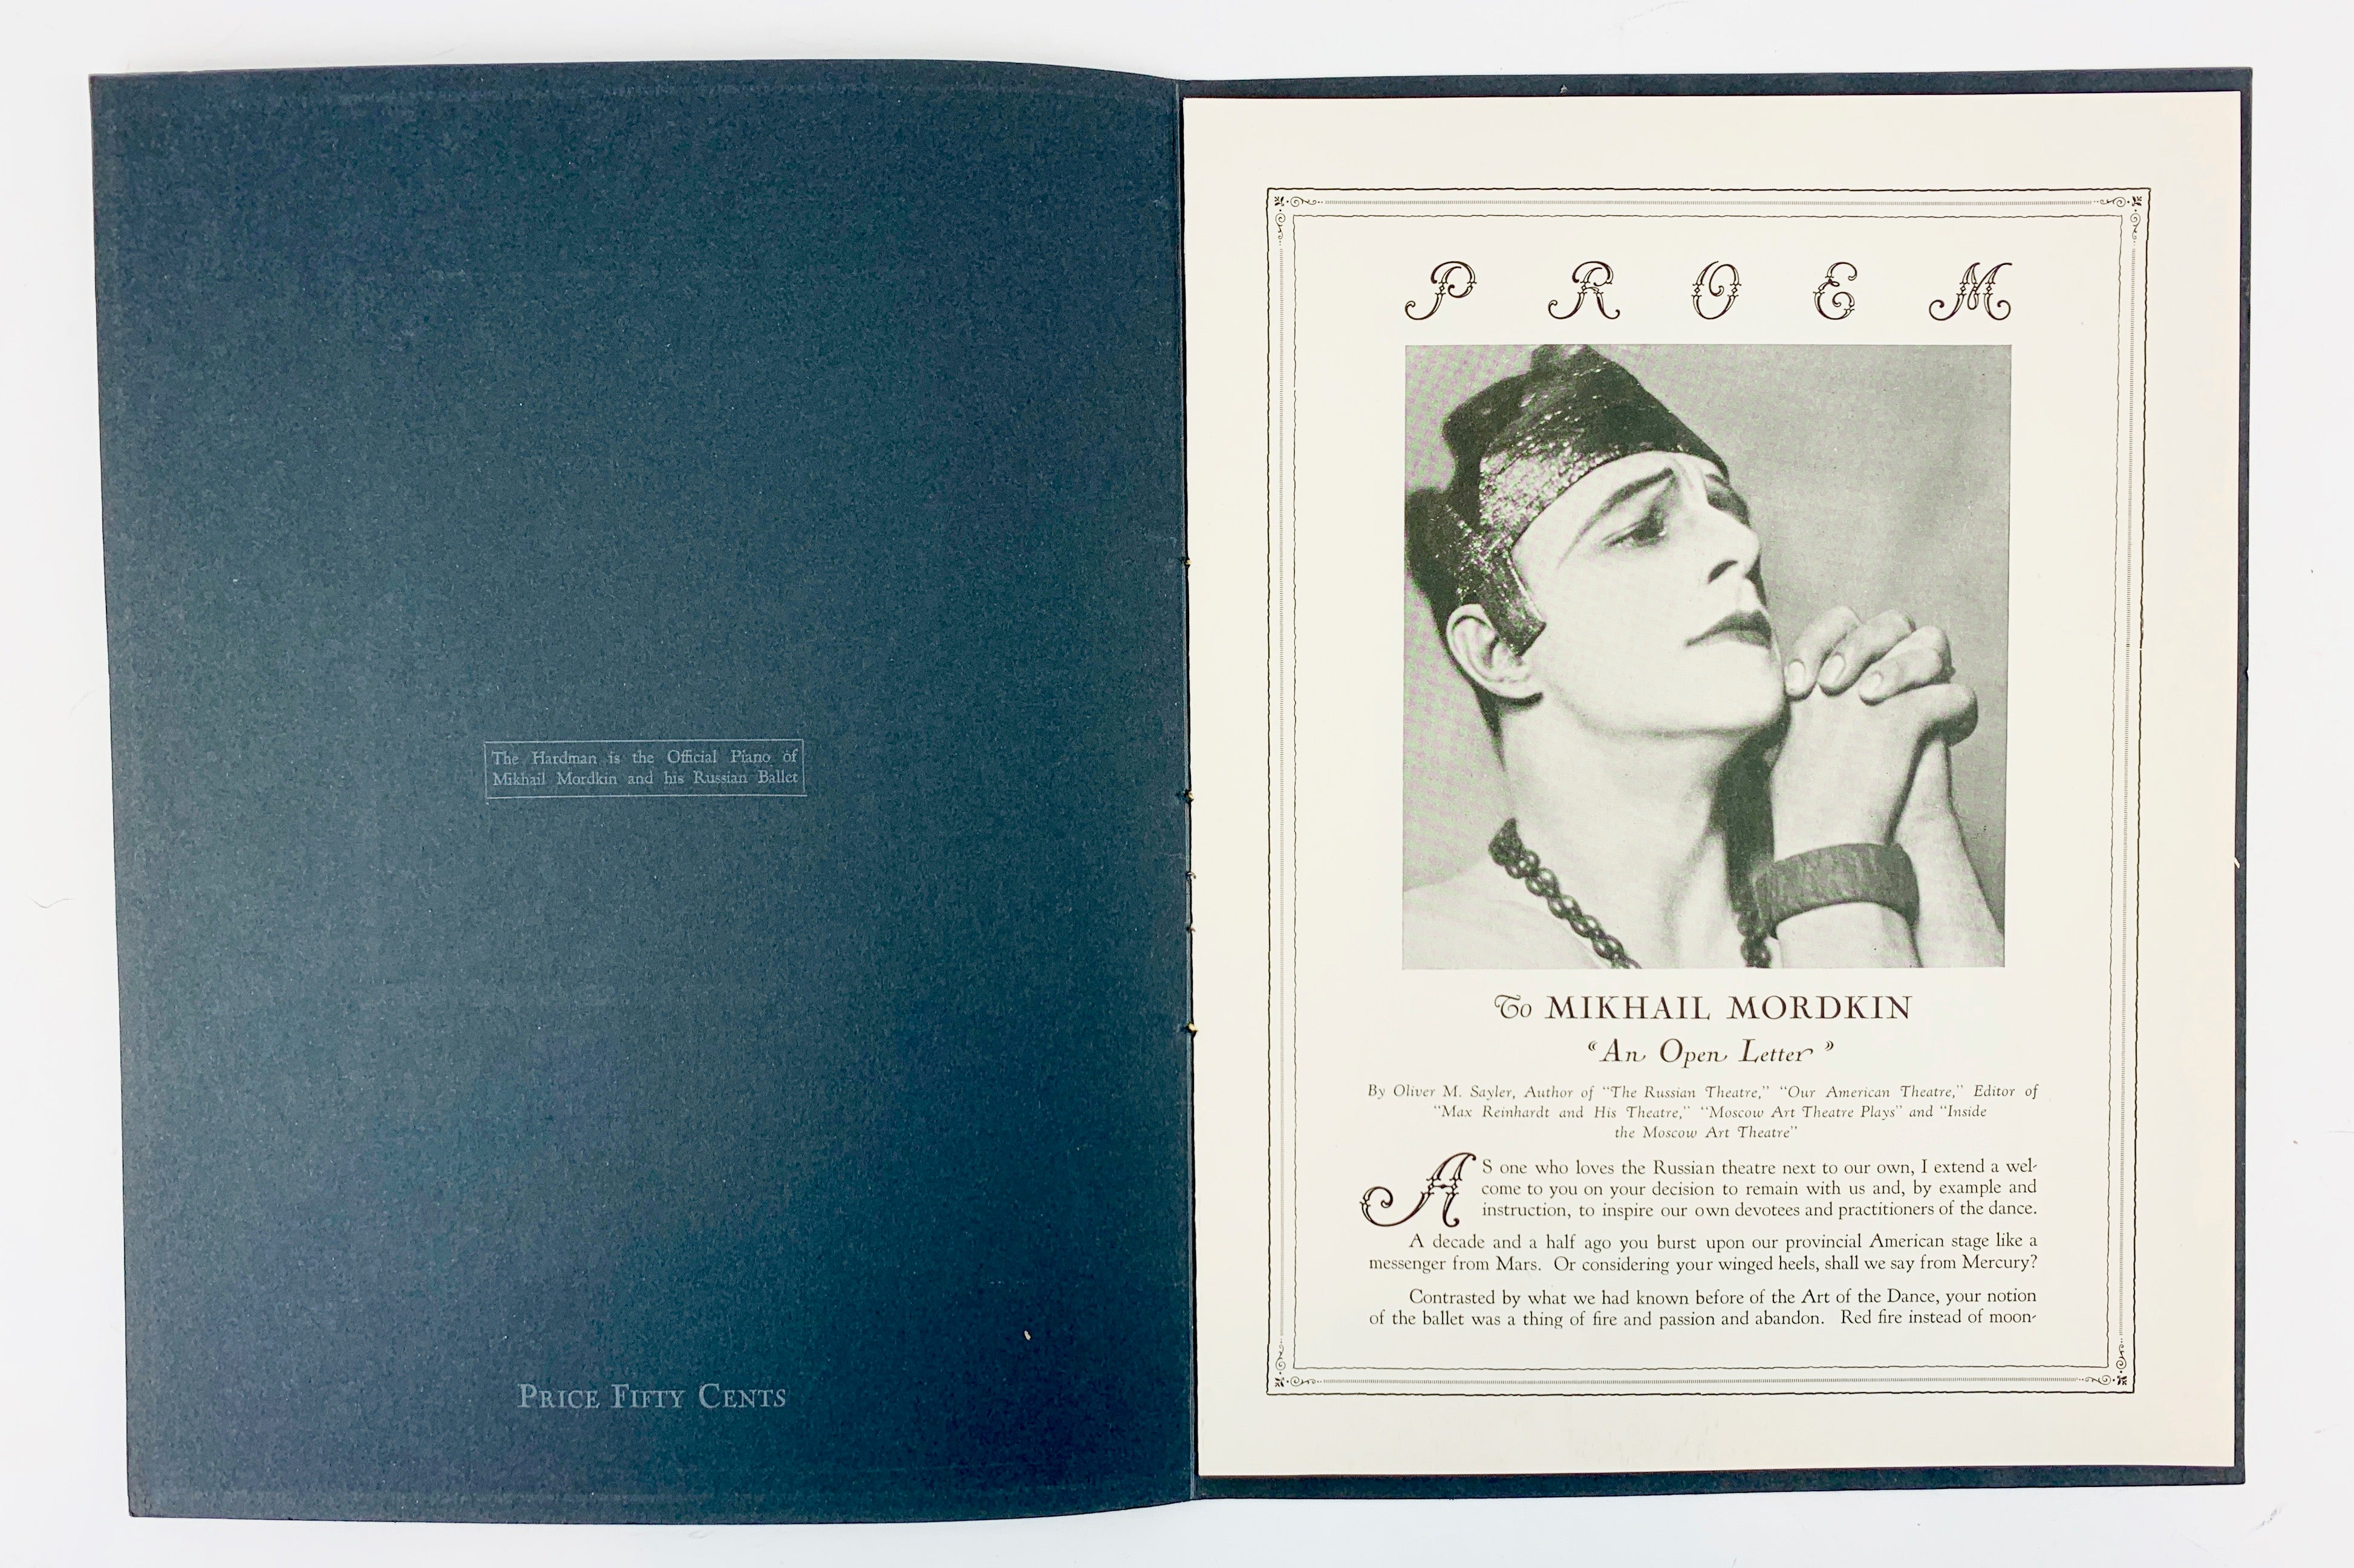 The Hardman is the Official Piano of
Mikhail Mordkin and his Russian Ballet
PRICE FIFTY CENTS
PROEM
To MIKHAIL MORDKIN
“An Open Letter”
By Oliver M. Sayler, Author of “The Russian Theatre,” “Our American Theatre,” Editor of
“Max Reinhardt and His Theatre,” “Moscow Art Theatre Plays” and “Inside
the Moscow Art Theatre”
AS one who loves the Russian theatre next to our own, I extend a wel-
come to you on your decision to remain with us and, by example and
instruction, to inspire our own devotees and practitioners of the dance.
A decade and a half ago you burst upon our provincial American stage like a
messenger from Mars. Or considering your winged heels, shall we say from Mercury?
Contrasted by what we had known before of the Art of the Dance, your notion
of the ballet was a thing of fire and passion and abandon. Red fire instead of moon-